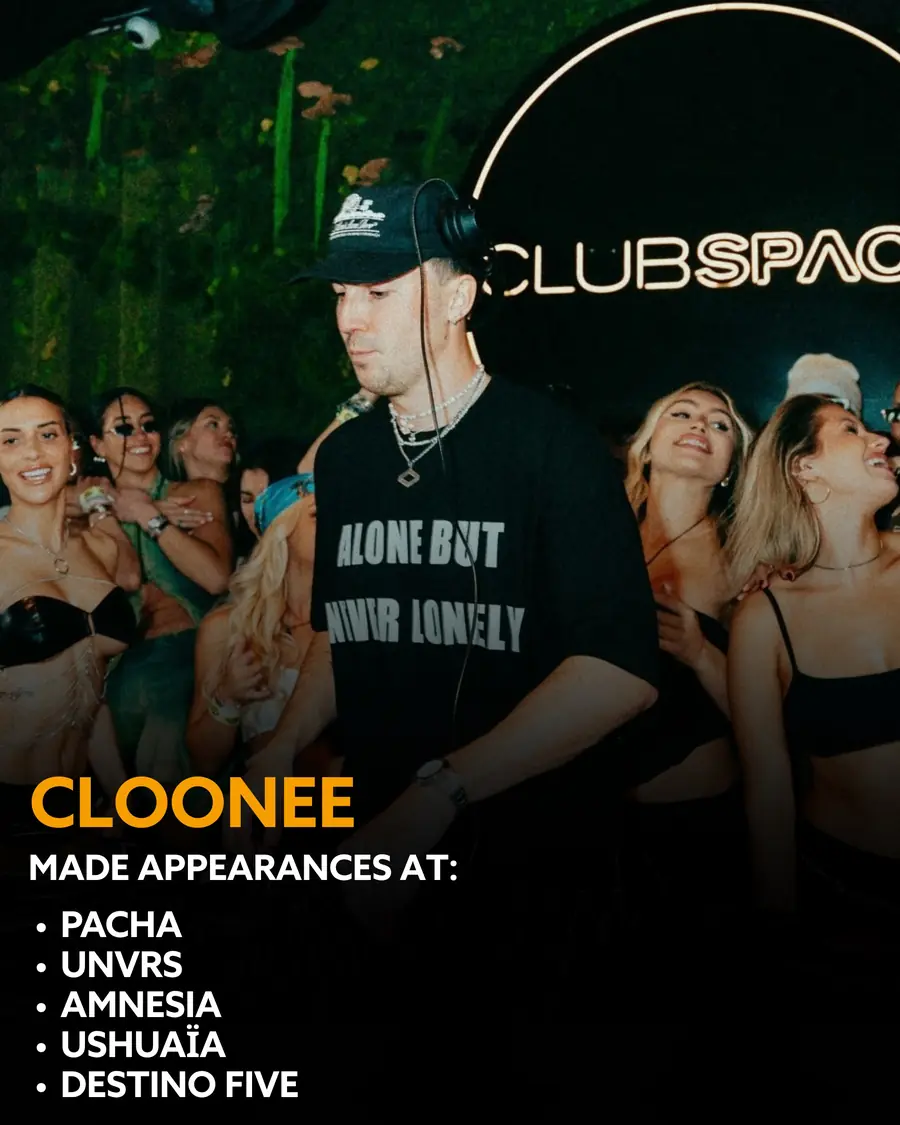 CLUBSPAC
ALONE BUT
NEVER LONELY
CLOONEE
MADE APPEARANCES AT:
• PACHA
• UNVRS
• AMNESIA
• USHUAÏA
• DESTINO FIVE